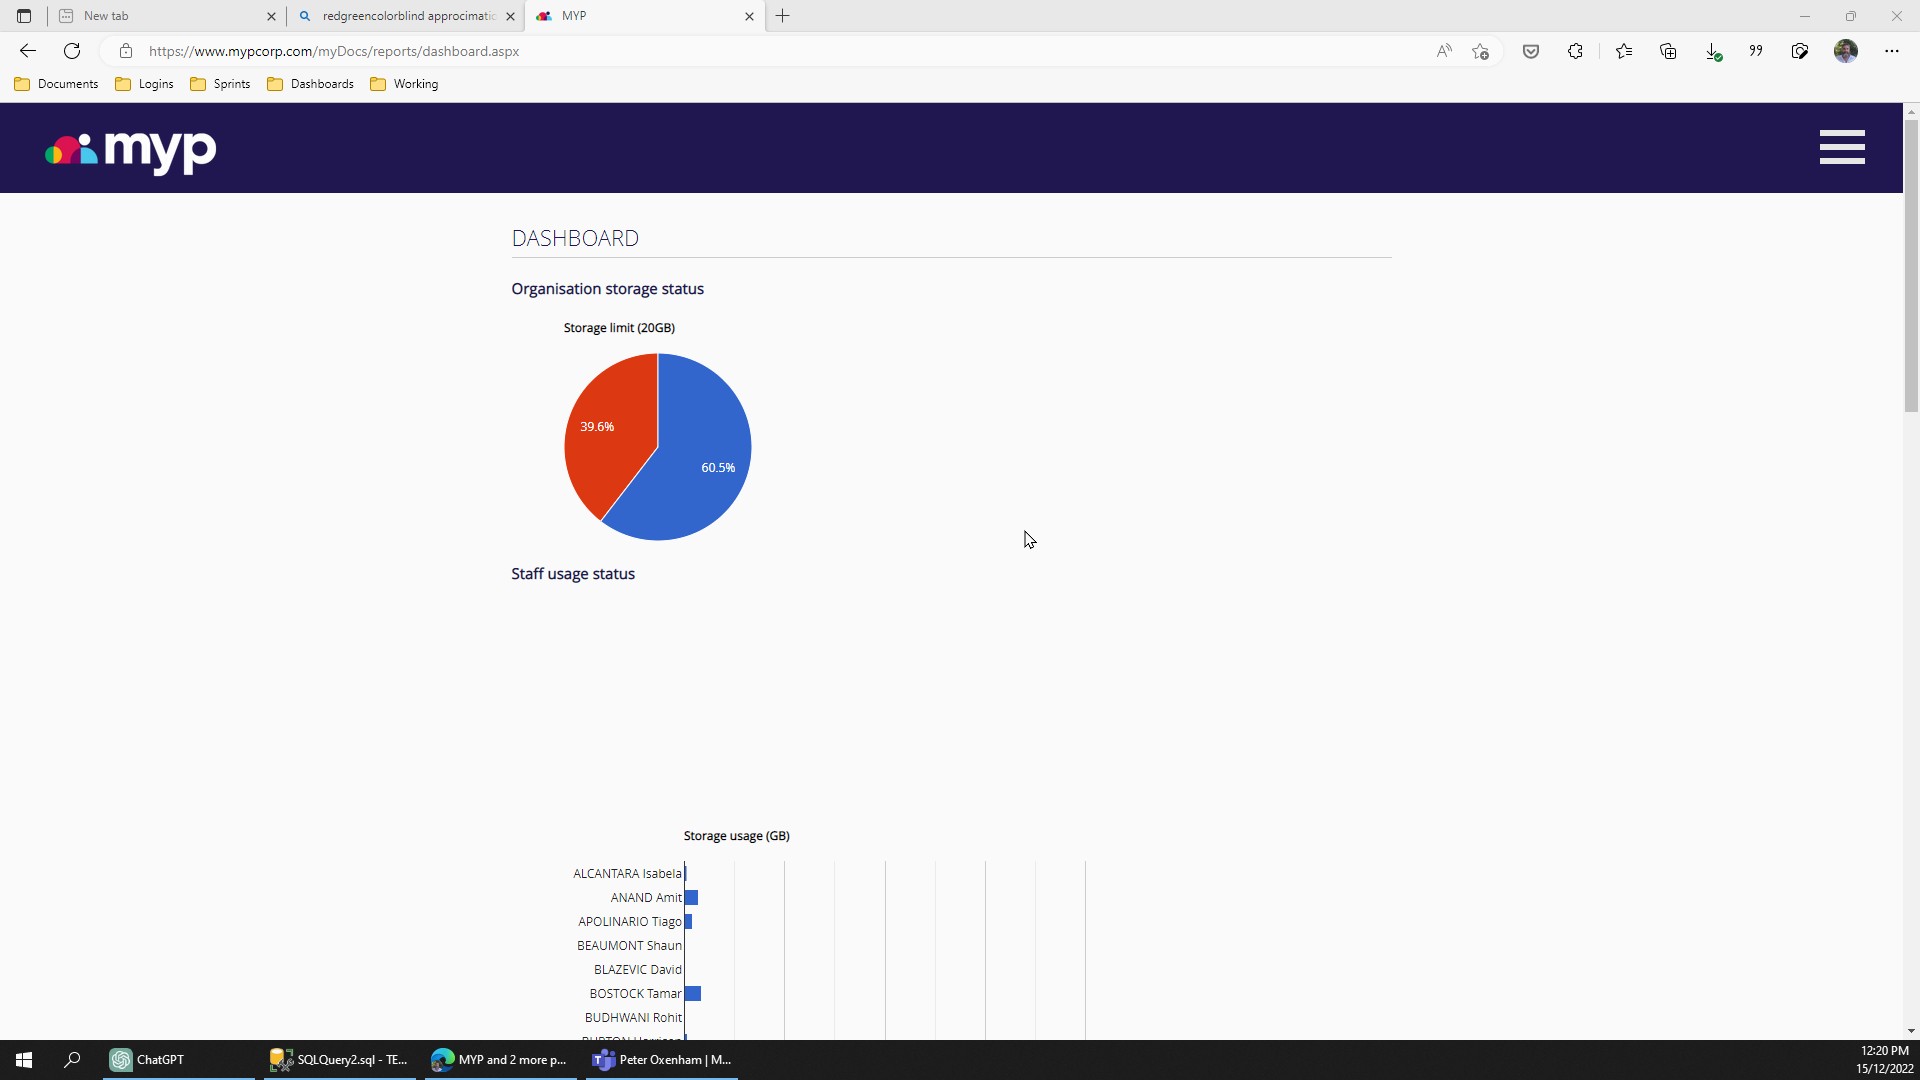 New tab
redgreencolorblind approcimatio
MYP
https://www.mypcorp.com/myDocs/reports/dashboard.aspx
Documents
Logins
Sprints
Dashboards
Working
myp
DASHBOARD
Organisation storage status
Storage limit (20GB)
39.6%
60.5%
Staff usage status
Storage usage (GB)
ALCANTARA Isabela
ANAND Amit
APOLINARIO Tiago
BEAUMONT Shaun
BLAZEVIC David
BOSTOCK Tamar
BUDHWANI Rohit
ChatGPT
SQLQuery2.sql - TE...
MYP and 2 more p...
Peter Oxenham | M...
12:20 PM
15/12/2022